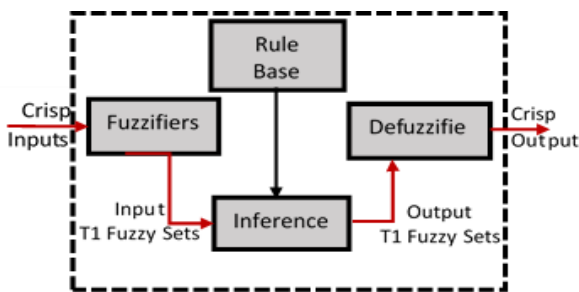 Rule
Base
Crisp
Inputs
Fuzzifiers
Defuzzifie
Crisp
Output
Input
T1 Fuzzy Sets
Inference
Output
T1 Fuzzy Sets